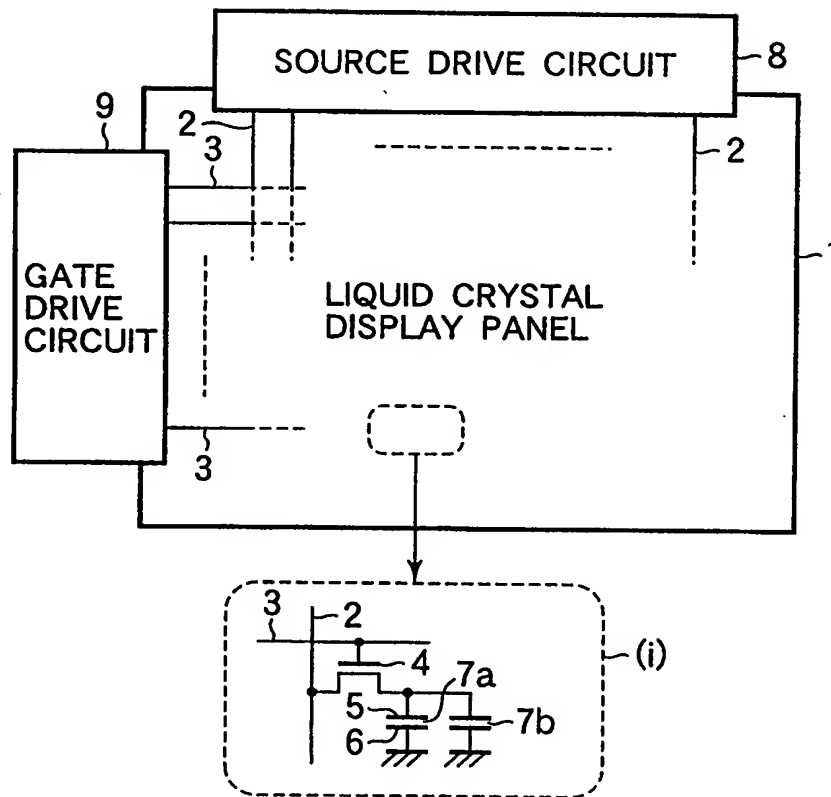 SOURCE DRIVE CIRCUIT
8
9
2
2
3
GATE
DRIVE
CIRCUIT
LIQUID CRYSTAL
DISPLAY PANEL
3
2
3
(i)
4
7a
5
7b
6